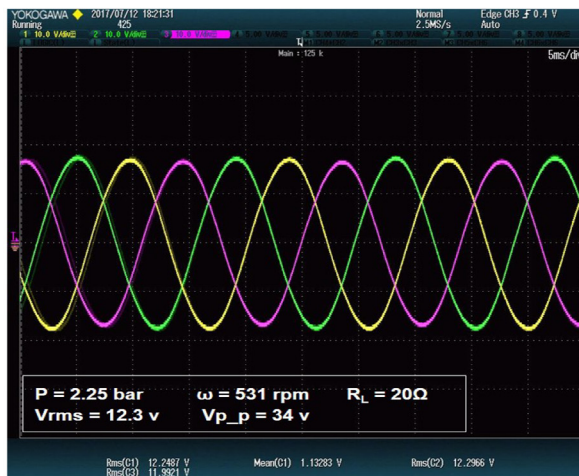 YOKOGAWA 2017/07/12 18:21:31 Normal Edge CH3 0.4 V
Running 425 2.5MS/s Auto
1 10.0 V/div 2 10.0 V/div 3 10.0 V/div
Main : 125 k 5ms/div
P = 2.25 bar ω = 531 rpm R_L = 20Ω
Vrms = 12.3 v Vp_p = 34 v
Rms(C1) 12.2487 V Mean(C1) 1.13283 V Rms(C2) 12.2966 V
Rms(C3) 11.9921 V